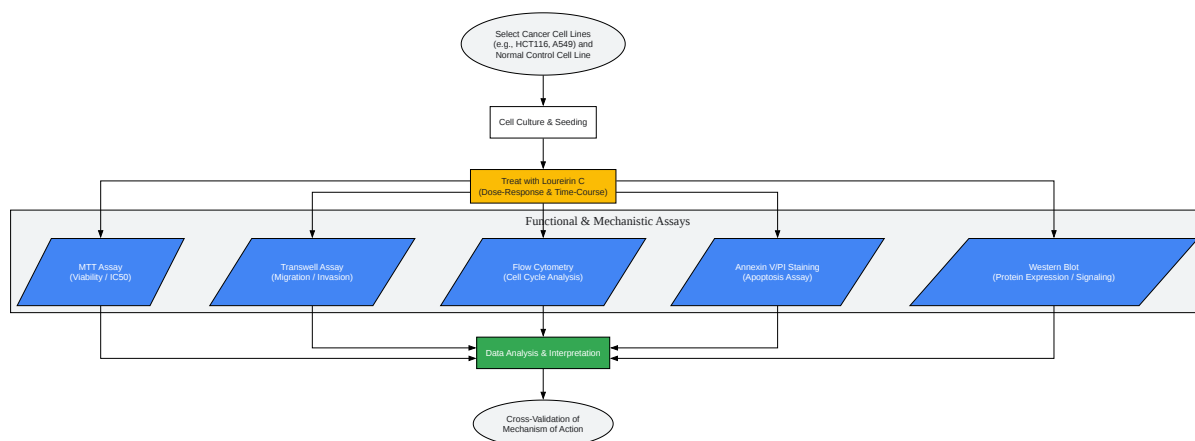 Select Cancer Cell Lines
(e.g., HCT116, A549) and
Normal Control Cell Line
Cell Culture & Seeding
Treat with Loureirin C
(Dose-Response & Time-Course)
Functional & Mechanistic Assays
MTT Assay
(Viability / IC50)
Transwell Assay
(Migration / Invasion)
Flow Cytometry
(Cell Cycle Analysis)
Annexin V/PI Staining
(Apoptosis Assay)
Western Blot
(Protein Expression / Signaling)
Data Analysis & Interpretation
Cross-Validation of
Mechanism of Action